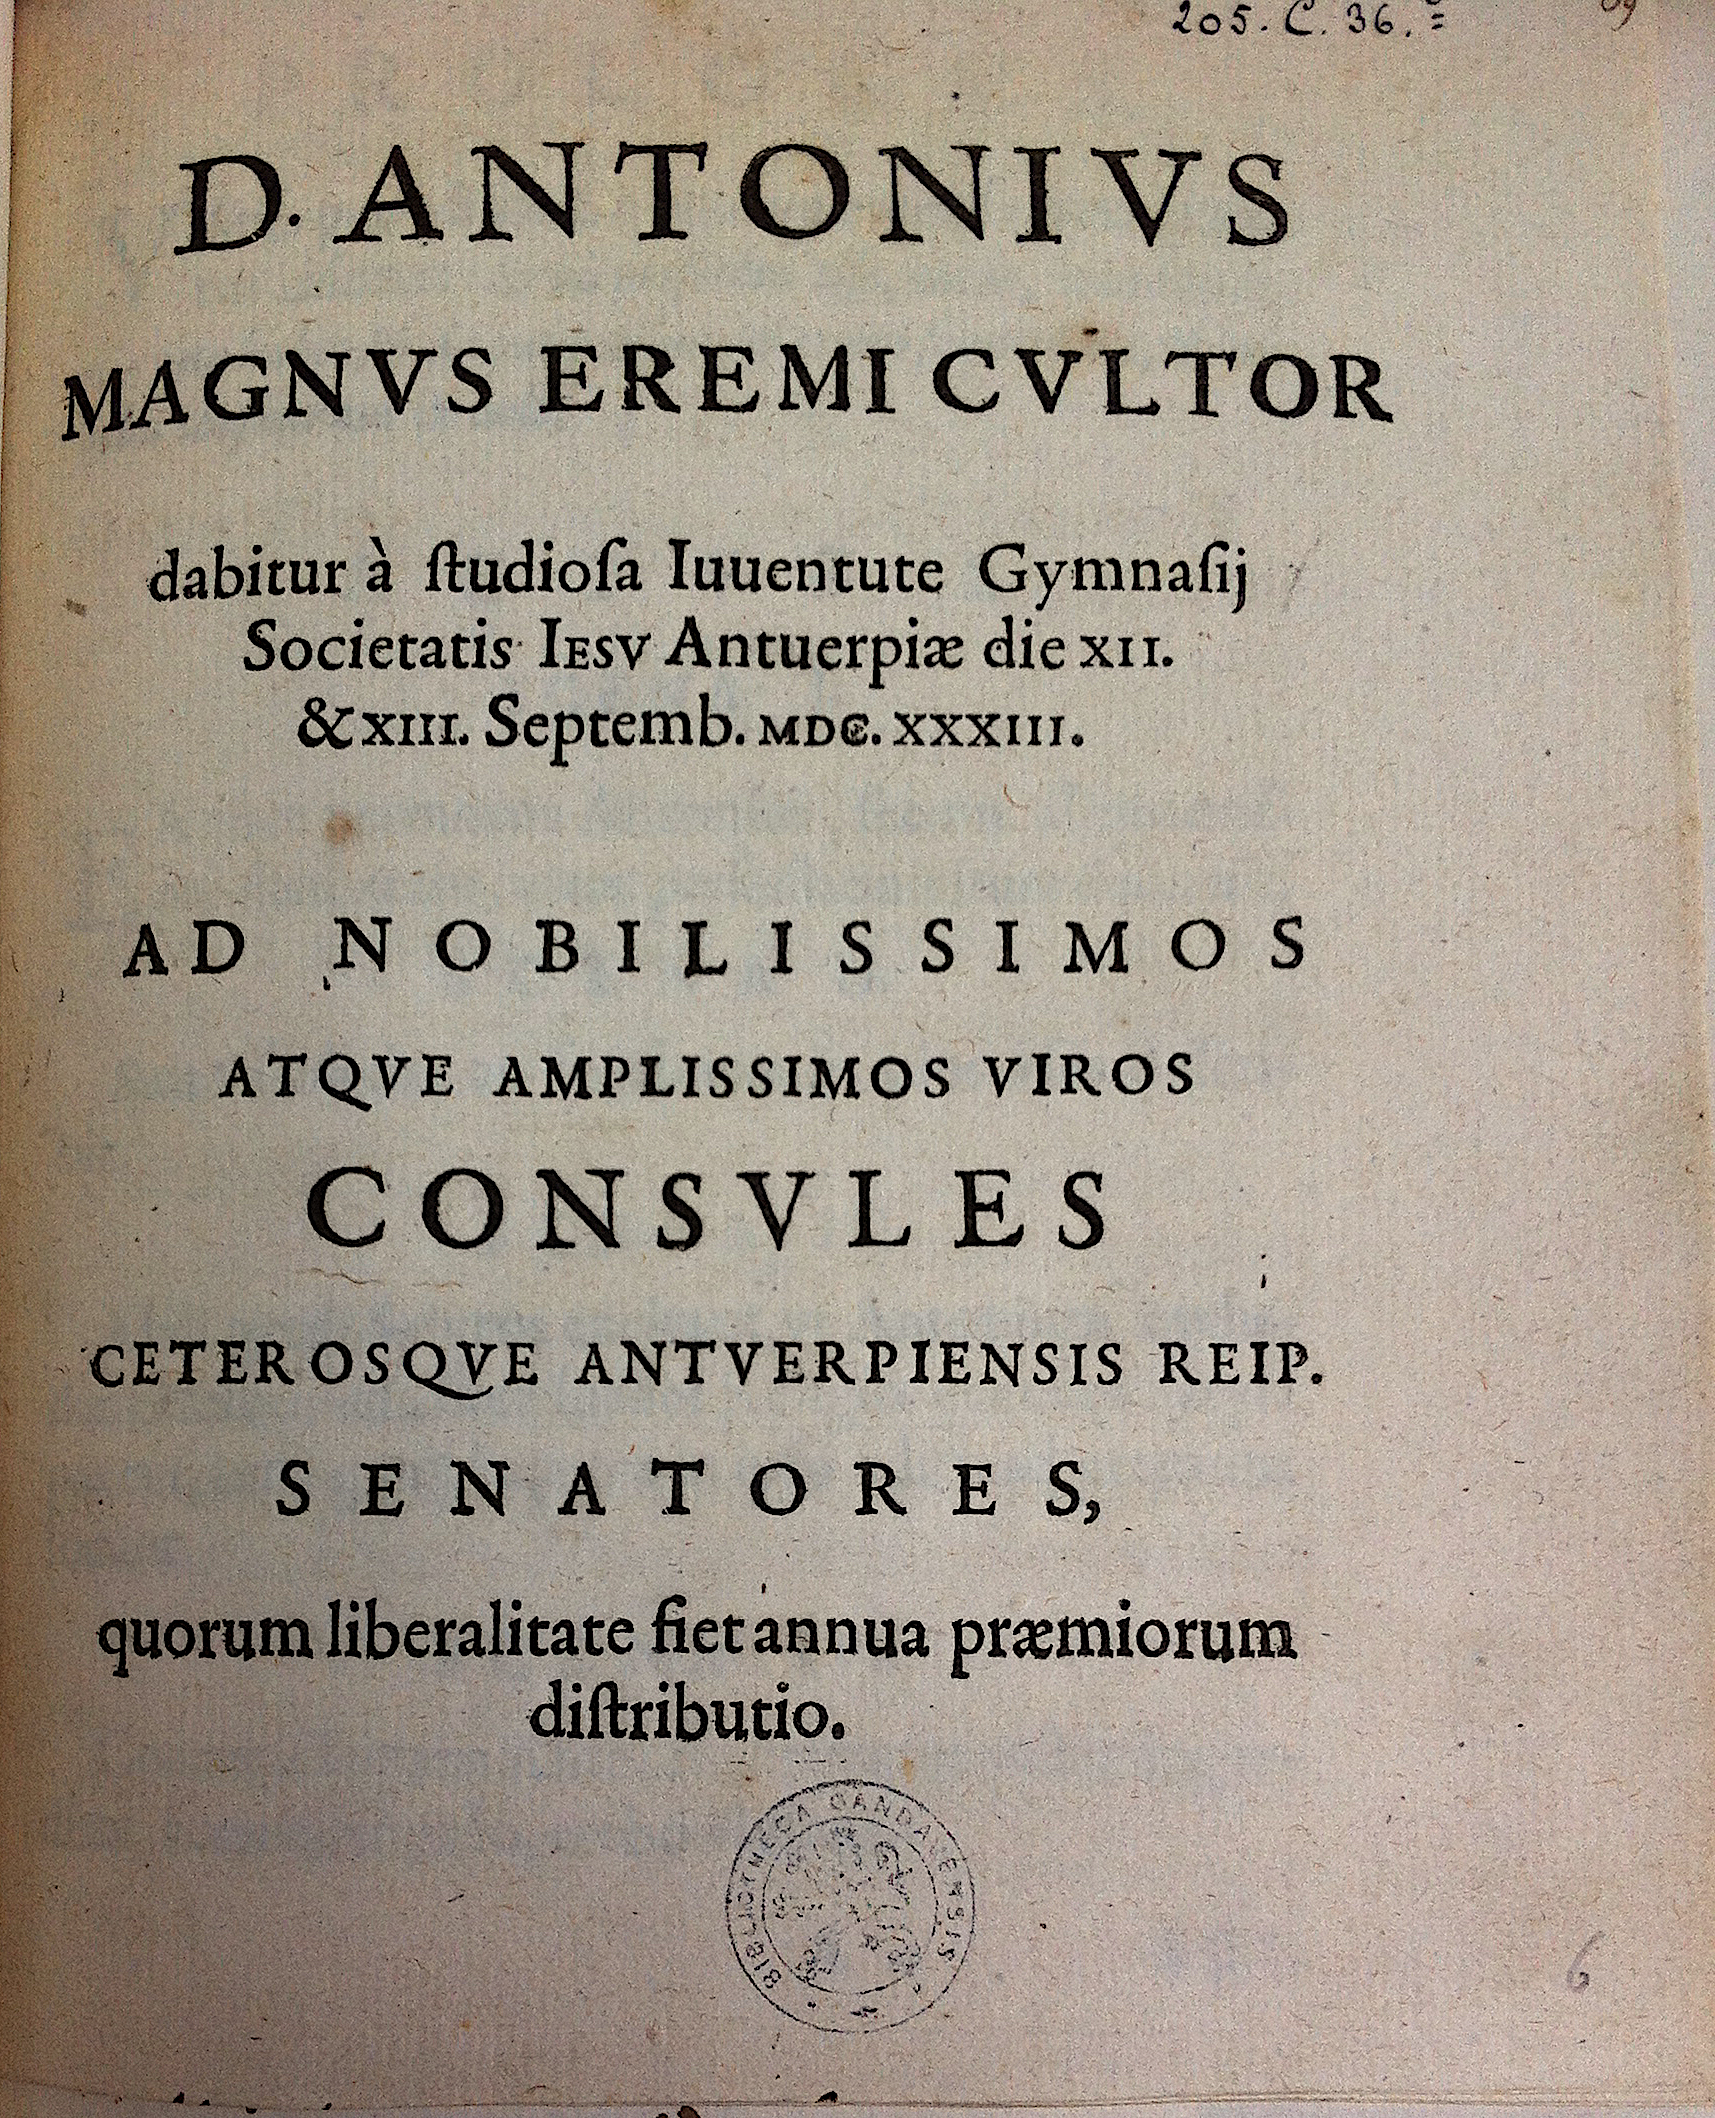 205. C. 36.
D. ANTONIVS
MAGNVS EREMI CVLTOR
dabitur à ſtudioſa Iuuentute Gymnaſij
Societatis IESV Antuerpiæ die XII.
& XIII. Septemb. MDC. XXXIII.
AD NOBILISSIMOS
ATQVE AMPLISSIMOS VIROS
CONSVLES
CETEROSQVE ANTVERPIENSIS REIP.
SENATORES,
quorum liberalitate fiet annua præmiorum
diſtributio.
BIBLIOTHECA GANDAVENSIS
6